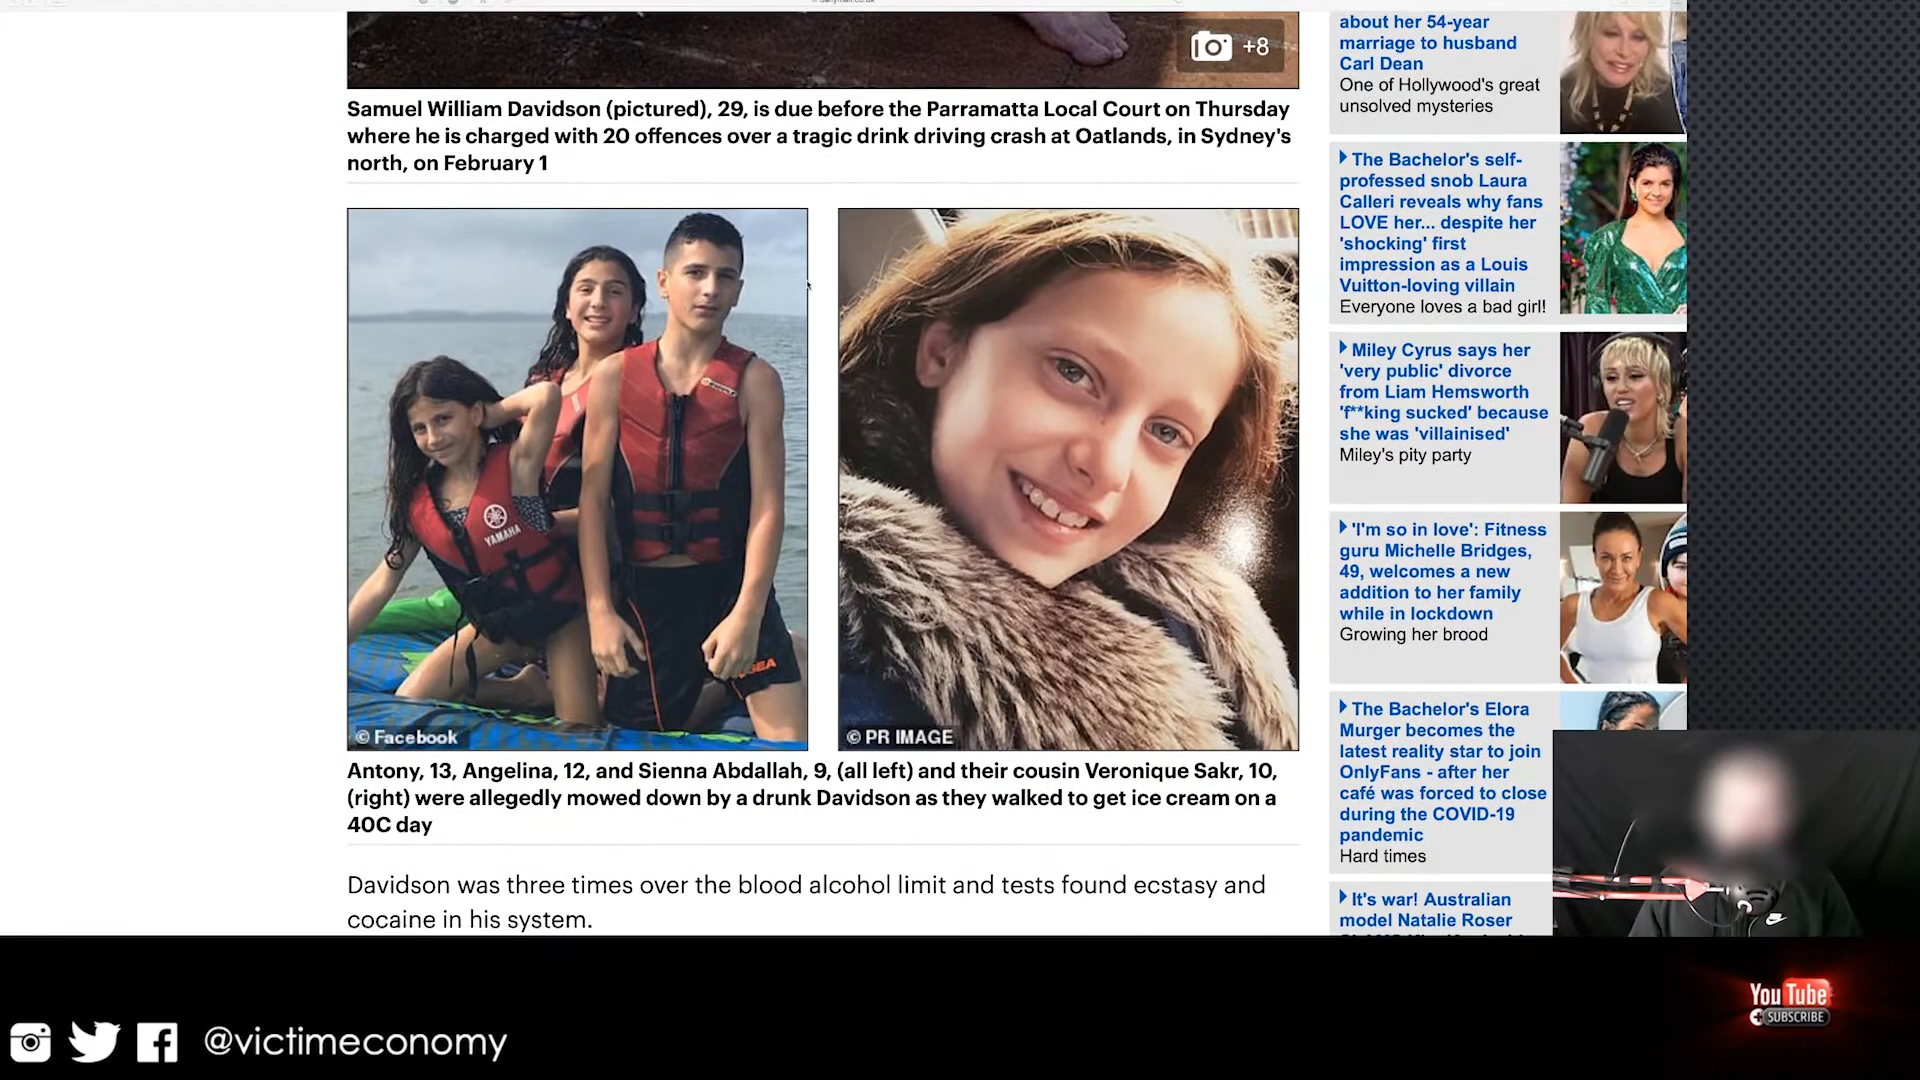 dailymail.co.uk
+8
Samuel William Davidson (pictured), 29, is due before the Parramatta Local Court on Thursday
where he is charged with 20 offences over a tragic drink driving crash at Oatlands, in Sydney's
north, on February 1
YAMAHA
© Facebook
© PR IMAGE
Antony, 13, Angelina, 12, and Sienna Abdallah, 9, (all left) and their cousin Veronique Sakr, 10,
(right) were allegedly mowed down by a drunk Davidson as they walked to get ice cream on a
40C day
Davidson was three times over the blood alcohol limit and tests found ecstasy and
cocaine in his system.
about her 54-year
marriage to husband
Carl Dean
One of Hollywood's great
unsolved mysteries
The Bachelor's self-
professed snob Laura
Calleri reveals why fans
LOVE her... despite her
'shocking' first
impression as a Louis
Vuitton-loving villain
Everyone loves a bad girl!
Miley Cyrus says her
'very public' divorce
from Liam Hemsworth
'f**king sucked' because
she was 'villainised'
Miley's pity party
'I'm so in love': Fitness
guru Michelle Bridges,
49, welcomes a new
addition to her family
while in lockdown
Growing her brood
The Bachelor's Elora
Murger becomes the
latest reality star to join
OnlyFans - after her
café was forced to close
during the COVID-19
pandemic
Hard times
It's war! Australian
model Natalie Roser
@victimeconomy
You Tube
SUBSCRIBE